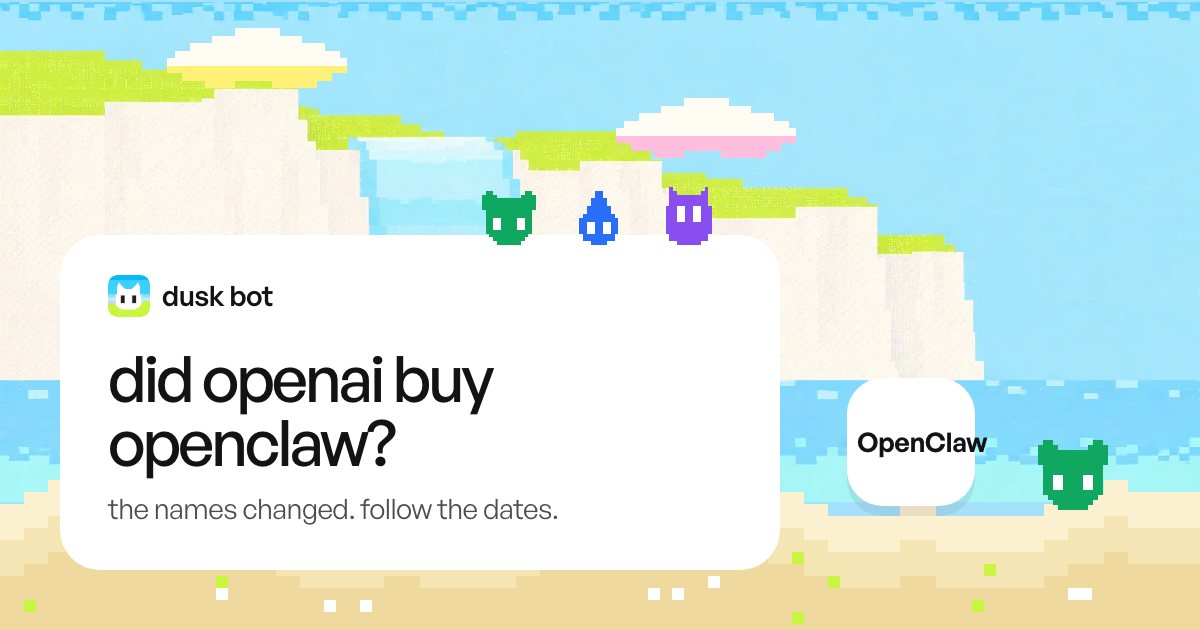 dusk bot
did openai buy
openclaw?
the names changed. follow the dates.
OpenClaw